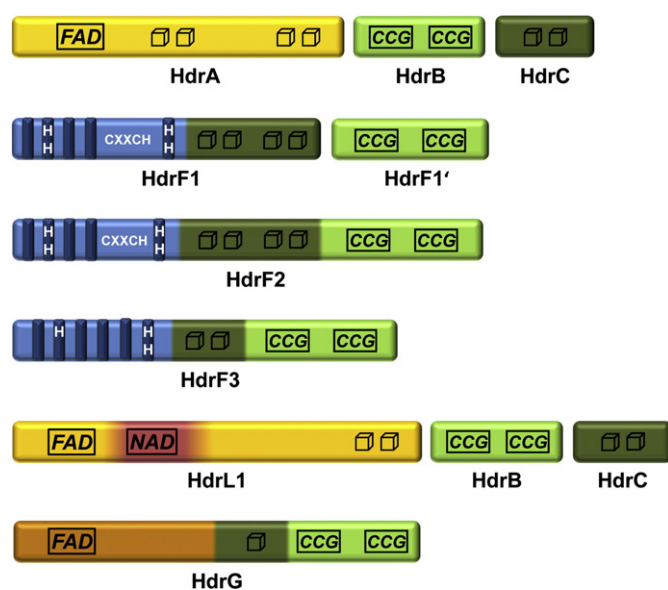 FAD CCG CCG
HdrA HdrB HdrC
H H CXXCH H H CCG CCG
HdrF1 HdrF1‘
H H CXXCH H H CCG CCG
HdrF2
H H H CCG CCG
HdrF3
FAD NAD CCG CCG
HdrL1 HdrB HdrC
FAD CCG CCG
HdrG